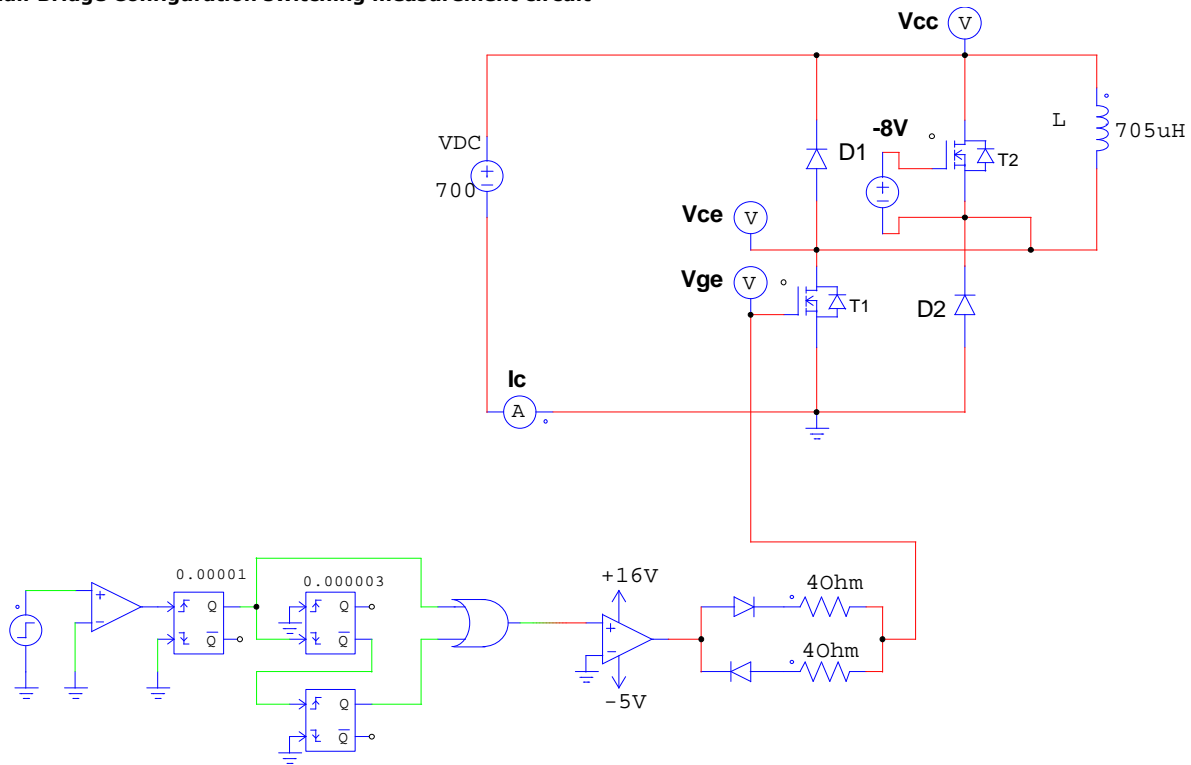 Vcc
V
VDC
700
+
−
-8V
+
−
D1
T2
L
705uH
Vce
V
Vge
V
T1
D2
Ic
A
0.00001
0.000003
+
−
Q
Q
Q
Q
Q
Q
+16V
+
−
-5V
4Ohm
4Ohm